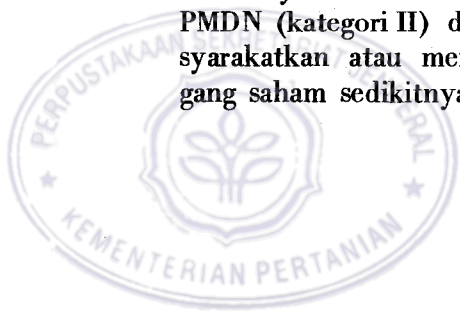 PMDN (kategori II) d
syarakatkan atau me
gang saham sedikitnya
PERPUSTAKAAN
KEMENTERIAN PERTANIAN